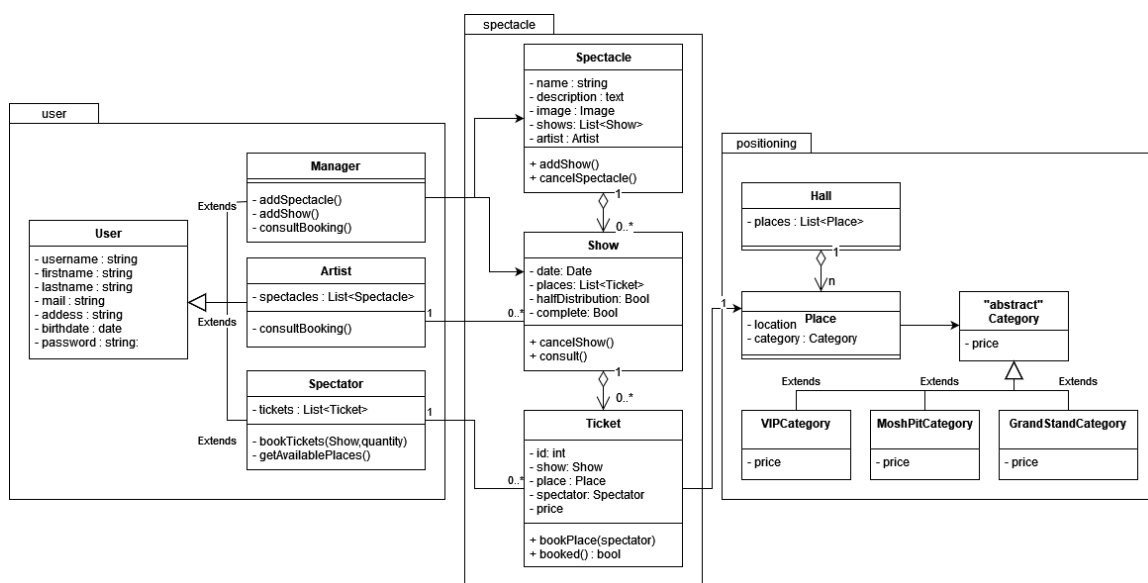 user
User
- username : string
- firstname : string
- lastname : string
- mail : string
- addess : string
- birthdate : date
- password : string:
Extends
Extends
Extends
Manager
- addSpectacle()
- addShow()
- consultBooking()
Artist
- spectacles : List<Spectacle>
- consultBooking()
1
0..*
Spectator
- tickets : List<Ticket>
- bookTickets(Show,quantity)
- getAvailablePlaces()
1
0..*
spectacle
Spectacle
- name : string
- description : text
- image : Image
- shows: List<Show>
- artist : Artist
+ addShow()
+ cancelSpectacle()
1
0..*
Show
- date: Date
- places: List<Ticket>
- halfDistribution: Bool
- complete: Bool
+ cancelShow()
+ consult()
1
0..*
Ticket
- id: int
- show: Show
- place : Place
- spectator: Spectator
- price
+ bookPlace(spectator)
+ booked() : bool
1
positioning
Hall
- places : List<Place>
1
n
Place
- location
- category : Category
"abstract"
Category
- price
Extends
Extends
Extends
VIPCategory
- price
MoshPitCategory
- price
GrandStandCategory
- price